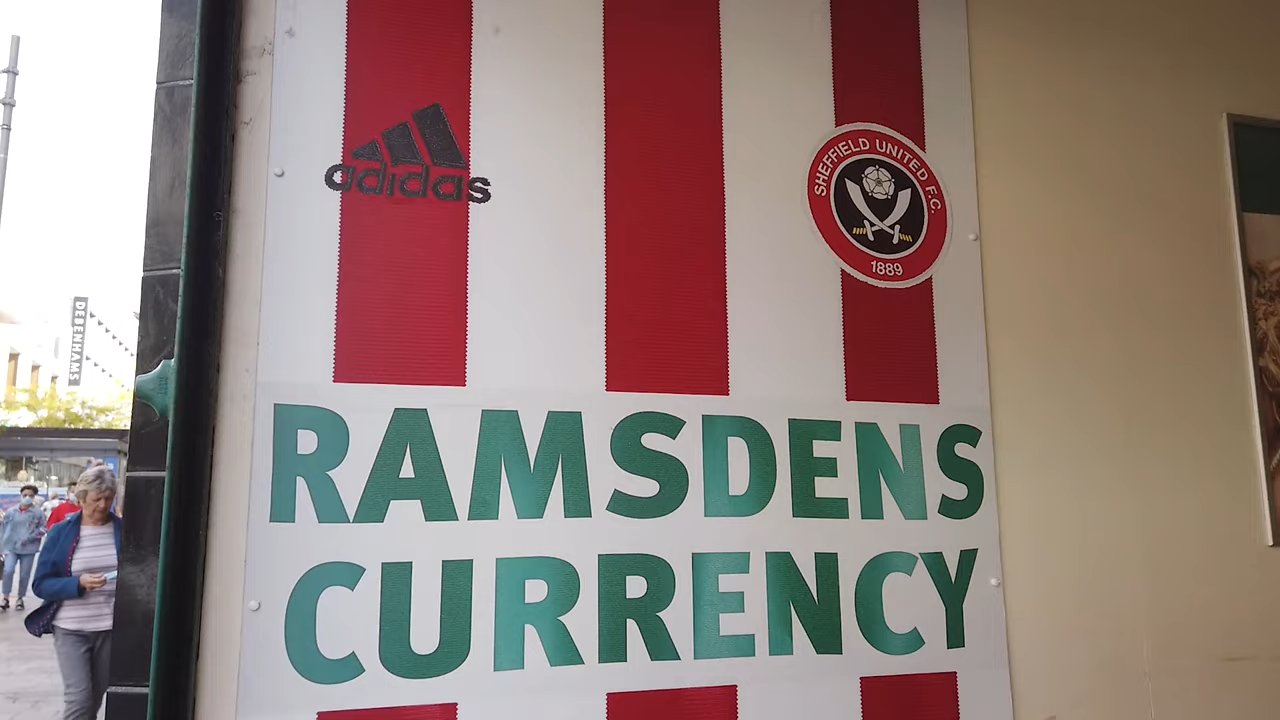 adidas
SHEFFIELD UNITED F.C.
1889
DEBENHAMS
RAMSDENS
CURRENCY